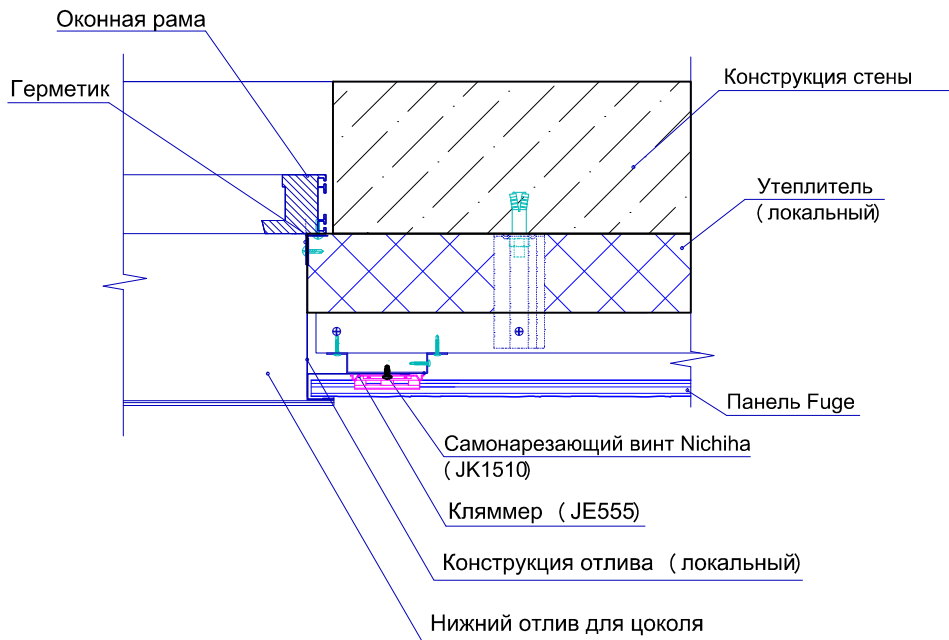 Оконная рама
Герметик
Конструкция стены
Утеплитель
(локальный)
Панель Fuge
Самонарезающий винт Nichiha
(JK1510)
Кляммер (JE555)
Конструкция отлива (локальный)
Нижний отлив для цоколя